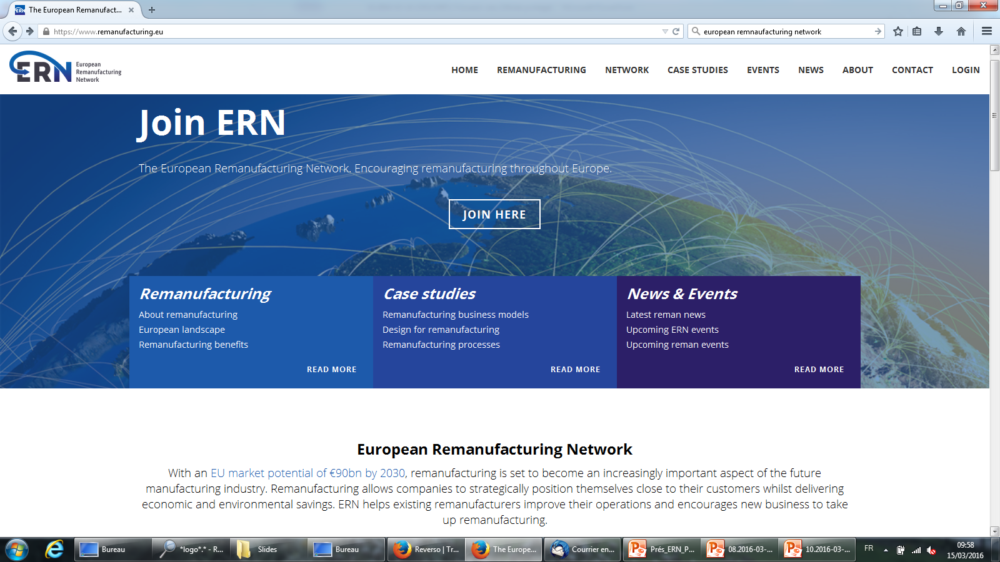 The European Remanufact...
https://www.remanufacturing.eu
european remnaufacturing network
ERN
European
Remanufacturing
Network
HOME REMANUFACTURING NETWORK CASE STUDIES EVENTS NEWS ABOUT CONTACT LOGIN
Join ERN
The European Remanufacturing Network. Encouraging remanufacturing throughout Europe.
JOIN HERE
Remanufacturing
About remanufacturing
European landscape
Remanufacturing benefits
READ MORE
Case studies
Remanufacturing business models
Design for remanufacturing
Remanufacturing processes
READ MORE
News & Events
Latest reman news
Upcoming ERN events
Upcoming reman events
READ MORE
European Remanufacturing Network
With an EU market potential of €90bn by 2030, remanufacturing is set to become an increasingly important aspect of the future
manufacturing industry. Remanufacturing allows companies to strategically position themselves close to their customers whilst delivering
economic and environmental savings. ERN helps existing remanufacturers improve their operations and encourages new business to take
up remanufacturing.
Bureau
*logo*.* - R...
Slides
Bureau
Reverso | Tr...
The Europe...
Courrier en...
Prés_ERN_P...
08.2016-03-...
10.2016-03-...
FR
09:58
15/03/2016